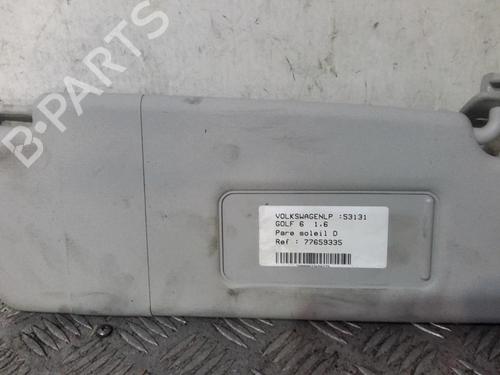 B-PARTS
VOLKSWAGENLP :53131
GOLF 6 1.6
Pare soleil D
Ref : 77659335